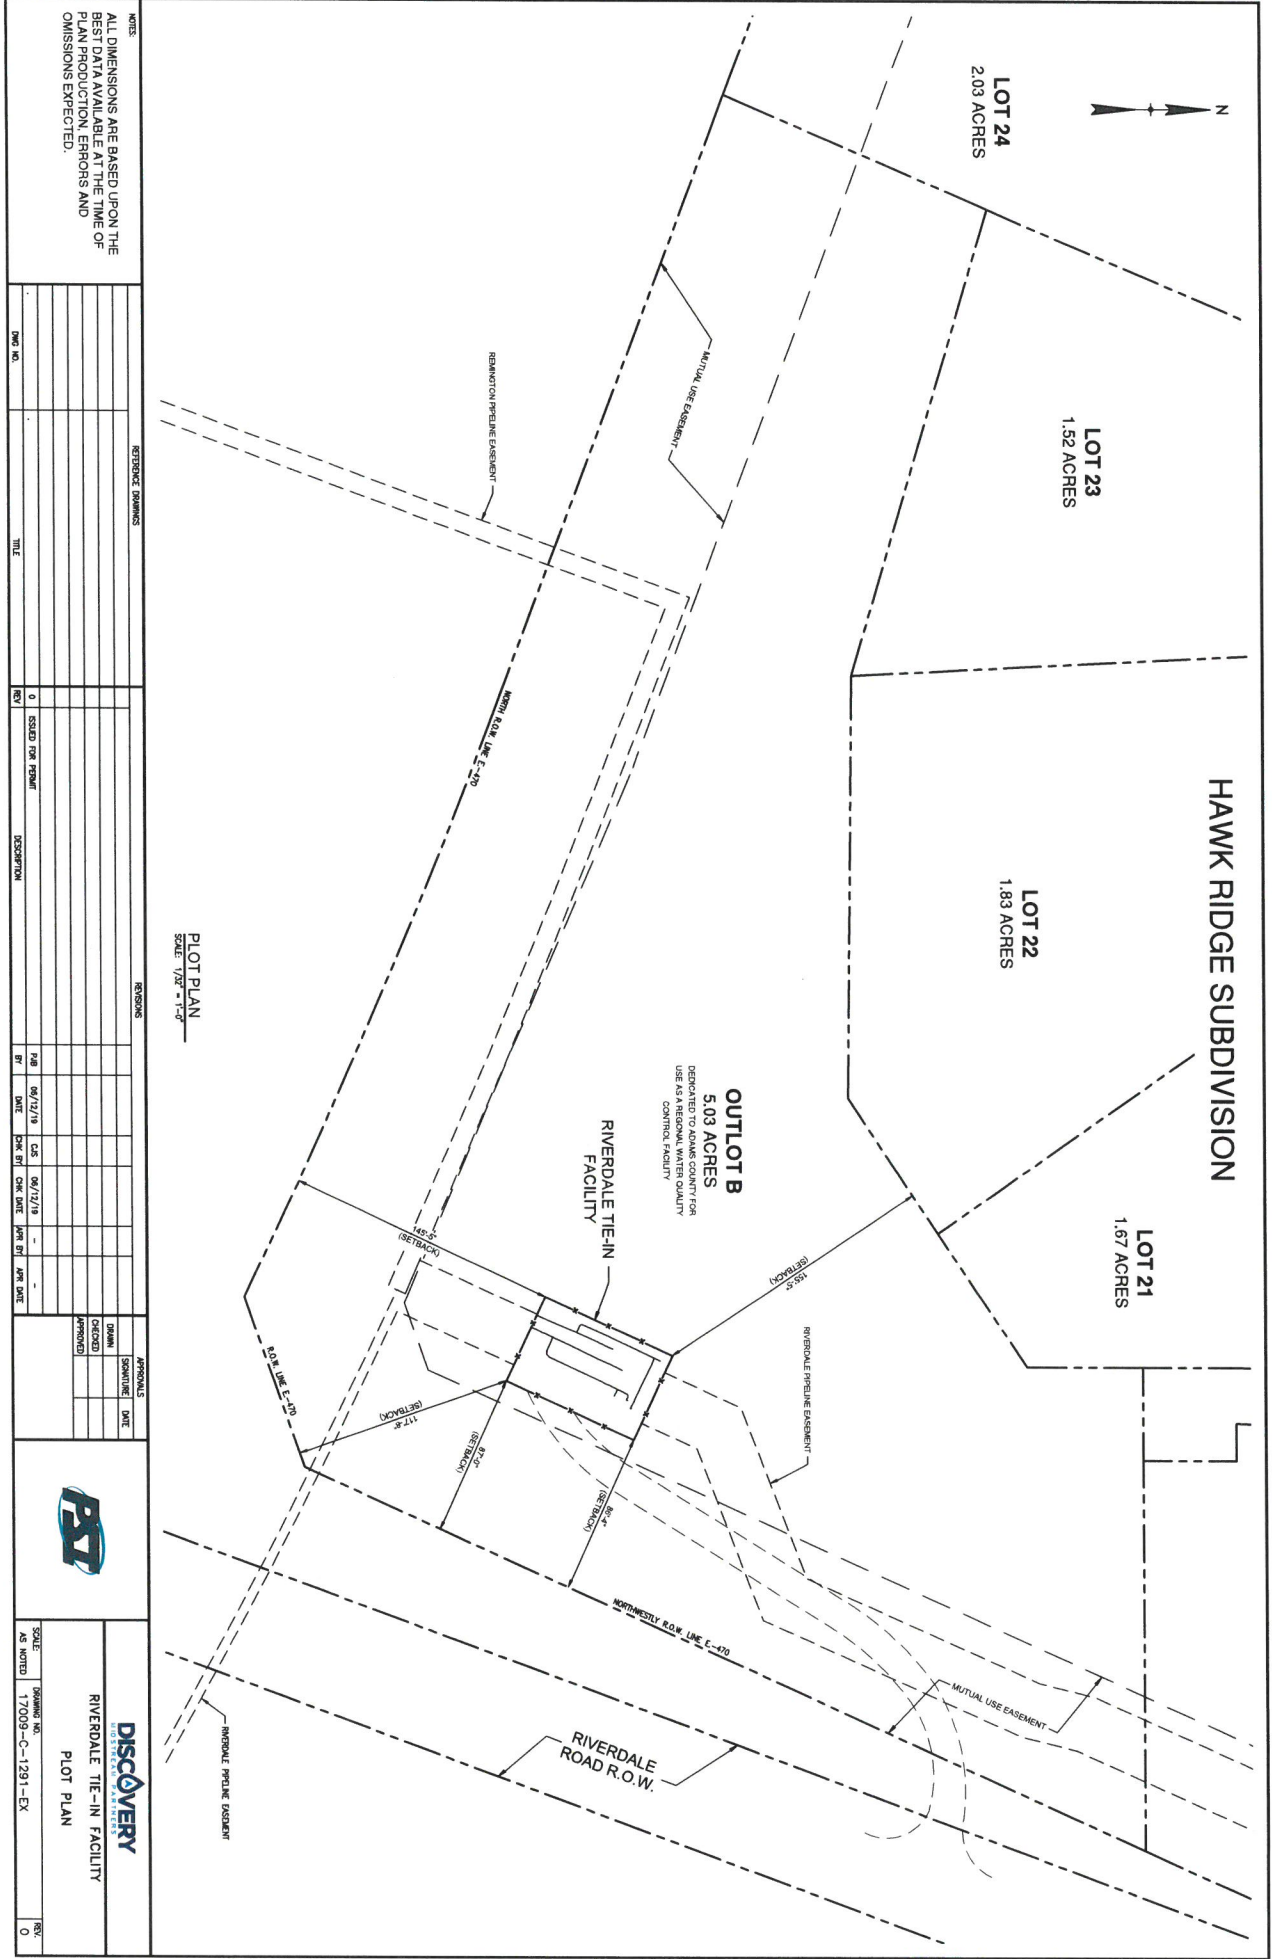 HAWK RIDGE SUBDIVISION
N
LOT 24
2.03 ACRES
LOT 23
1.52 ACRES
LOT 22
1.83 ACRES
LOT 21
1.67 ACRES
MUTUAL USE EASEMENT
REMINGTON PIPELINE EASEMENT
NORTH R.O.W. LINE E-470
OUTLOT B
5.03 ACRES
DEDICATED TO ADAMS COUNTY FOR
USE AS A REGIONAL WATER QUALITY
CONTROL FACILITY
RIVERDALE TIE-IN
FACILITY
155'-5"
(SETBACK)
145'-5"
(SETBACK)
117'-8"
(SETBACK)
87'-0"
(SETBACK)
86'-4"
(SETBACK)
RIVERDALE PIPELINE EASEMENT
R.O.W. LINE E-470
NORTHWESTLY R.O.W. LINE E-470
MUTUAL USE EASEMENT
RIVERDALE
ROAD R.O.W.
RIVERDALE PIPELINE EASEMENT
PLOT PLAN
SCALE: 1/32" = 1'-0"
NOTES:
ALL DIMENSIONS ARE BASED UPON THE
BEST DATA AVAILABLE AT THE TIME OF
PLAN PRODUCTION. ERRORS AND
OMISSIONS EXPECTED.
REFERENCE DRAWINGS
DWG NO. TITLE
REVISIONS
0 ISSUED FOR PERMIT PJB 06/12/19 CJS 06/12/19 - -
REV DESCRIPTION BY DATE CHK BY CHK DATE APR BY APR DATE
APPROVALS
SIGNATURE DATE
DRAWN
CHECKED
APPROVED
PSI
DISCOVERY
MIDSTREAM PARTNERS
RIVERDALE TIE-IN FACILITY
PLOT PLAN
SCALE: AS NOTED
DRAWING NO. 17009-C-1291-EX
REV. 0